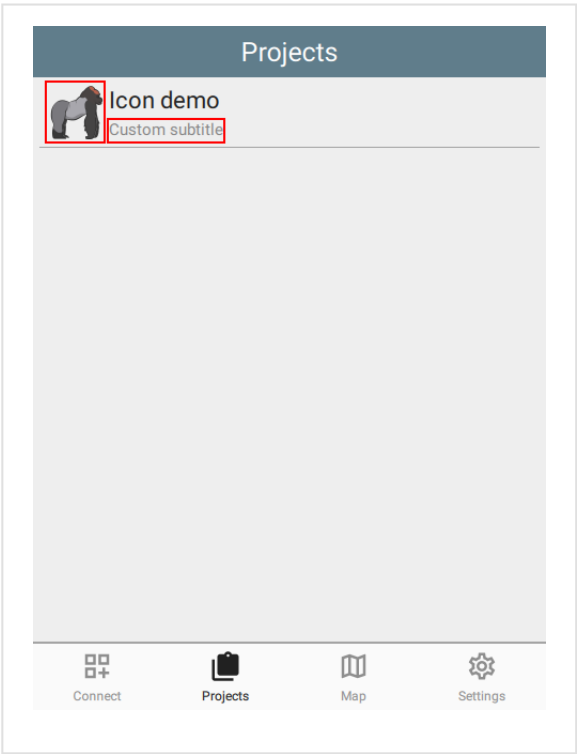 Projects
Icon demo
Custom subtitle
Connect
Projects
Map
Settings